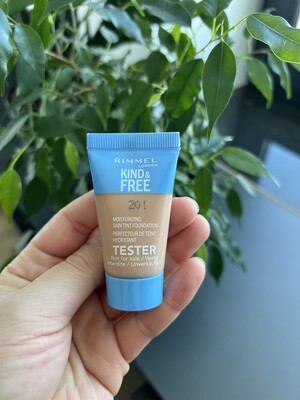 RIMMEL
LONDON
KIND &
FREE
201
MOISTURIZING
SKIN TINT FOUNDATION
PERFECTEUR DE TEINT
HYDRATANT
TESTER
Not for sale / Vente
interdite / Unverkäuflich